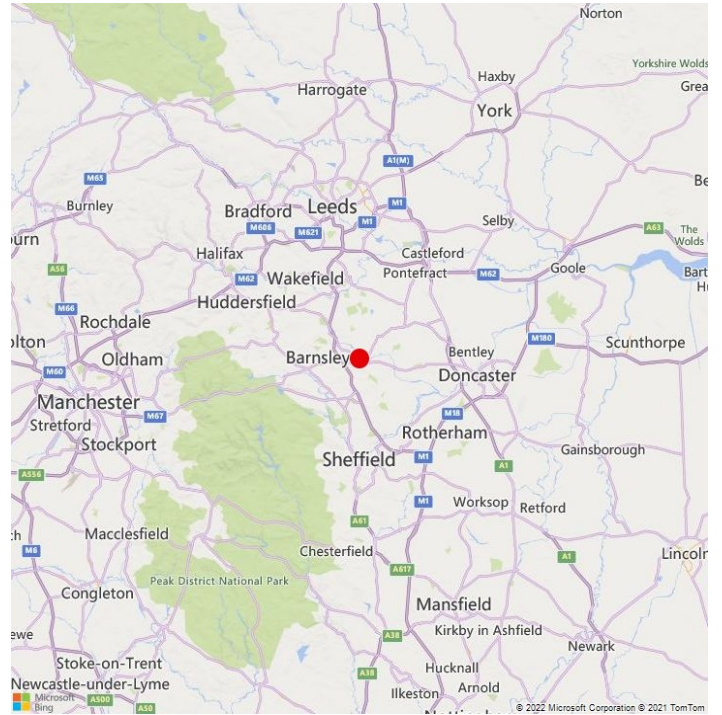 Norton
Yorkshire Wolds
Haxby
Grea
Harrogate
York
A1(M)
M65
Burnley
Bradford
Leeds
M1
Be
M606
M621
M1
Selby
A63
The
Wolds
urn
Halifax
Castleford
A56
M62
Wakefield
Pontefract
M62
Goole
Bart
Hu
Huddersfield
M66
Rochdale
olton
Oldham
Barnsley
Bentley
M180
Scunthorpe
M60
Doncaster
Manchester
M67
M18
Stretford
Rotherham
Stockport
Sheffield
M1
Gainsborough
A556
A1
M1
Worksop
Retford
A61
ch
Macclesfield
M6
Chesterfield
A1
Lincoln
A617
Peak District National Park
Congleton
Mansfield
ewe
A38
Kirkby in Ashfield
Newark
Stoke-on-Trent
Hucknall
Newcastle-under-Lyme
A38
Arnold
Microsoft
Bing
A500
A50
Ilkeston
© 2022 Microsoft Corporation © 2021 TomTom